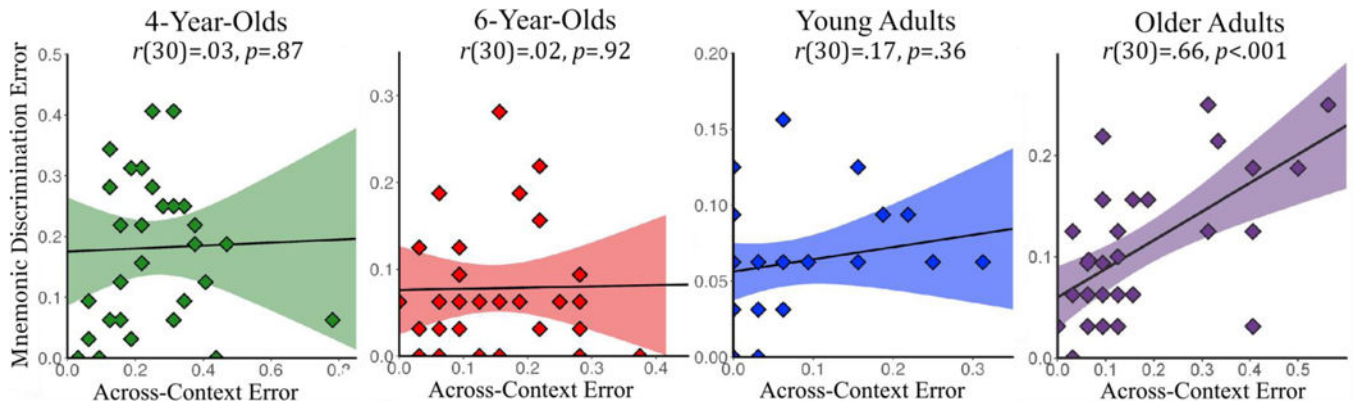 4-Year-Olds
r(30)=.03, p=.87
6-Year-Olds
r(30)=.02, p=.92
Young Adults
r(30)=.17, p=.36
Older Adults
r(30)=.66, p<.001
Mnemonic Discrimination Error
0.5
0.4
0.3
0.2
0.1
0.0
0.0 0.2 0.4 0.6
Across-Context Error
0.3
0.2
0.1
0.0
0.0 0.1 0.2 0.3 0.4
Across-Context Error
0.20
0.15
0.10
0.05
0.00
0.0 0.1 0.2 0.3
Across-Context Error
0.2
0.1
0.0
0.0 0.1 0.2 0.3 0.4 0.5
Across-Context Error